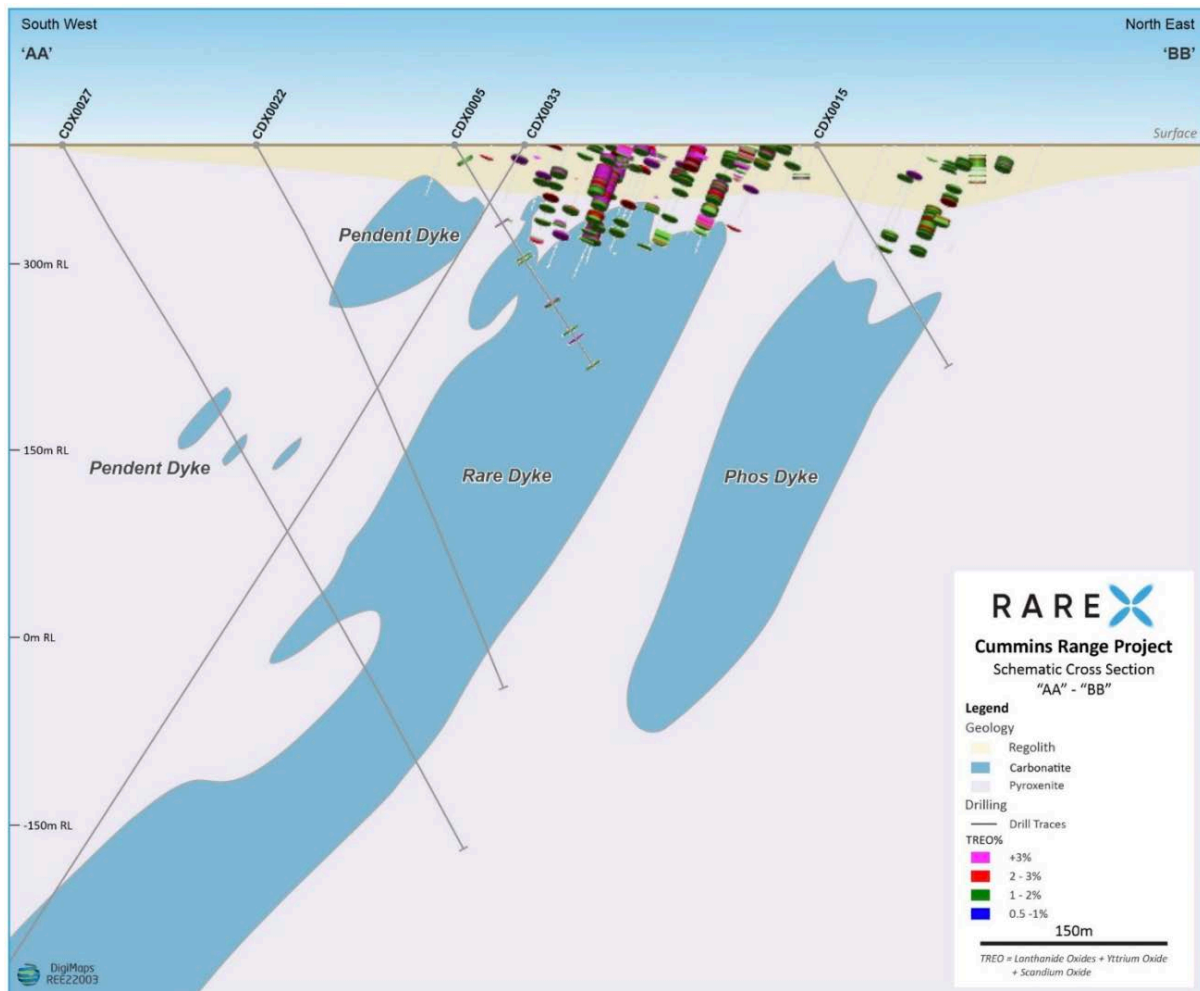 South West
North East
'AA'
'BB'
CDX0027
CDX0022
CDX0005
CDX0033
CDX0015
Surface
Pendent Dyke
300m RL
150m RL
Pendent Dyke
Rare Dyke
Phos Dyke
0m RL
-150m RL
RAREX
Cummins Range Project
Schematic Cross Section
"AA" - "BB"
Legend
Geology
Regolith
Carbonatite
Pyroxenite
Drilling
Drill Traces
TREO%
+3%
2 - 3%
1 - 2%
0.5 -1%
150m
TREO = Lanthanide Oxides + Yttrium Oxide
+ Scandium Oxide
DigiMaps
REE22003